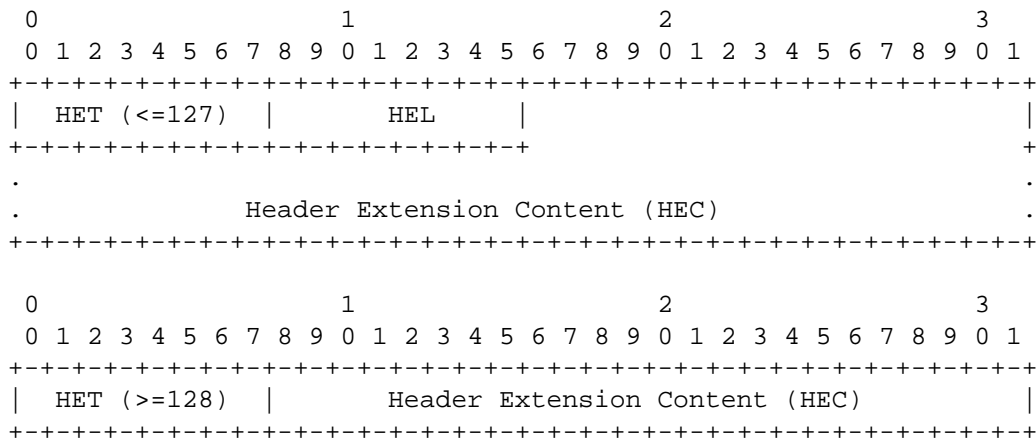 0                   1                   2                   3
 0 1 2 3 4 5 6 7 8 9 0 1 2 3 4 5 6 7 8 9 0 1 2 3 4 5 6 7 8 9 0 1
+-+-+-+-+-+-+-+-+-+-+-+-+-+-+-+-+-+-+-+-+-+-+-+-+-+-+-+-+-+-+-+-+
|  HET (<=127)  |       HEL     |                               |
+-+-+-+-+-+-+-+-+-+-+-+-+-+-+-+-+                               +
.                                                               .
.              Header Extension Content (HEC)                   .
+-+-+-+-+-+-+-+-+-+-+-+-+-+-+-+-+-+-+-+-+-+-+-+-+-+-+-+-+-+-+-+-+
 0                   1                   2                   3
 0 1 2 3 4 5 6 7 8 9 0 1 2 3 4 5 6 7 8 9 0 1 2 3 4 5 6 7 8 9 0 1
+-+-+-+-+-+-+-+-+-+-+-+-+-+-+-+-+-+-+-+-+-+-+-+-+-+-+-+-+-+-+-+-+
|  HET (>=128)  |       Header Extension Content (HEC)          |
+-+-+-+-+-+-+-+-+-+-+-+-+-+-+-+-+-+-+-+-+-+-+-+-+-+-+-+-+-+-+-+-+